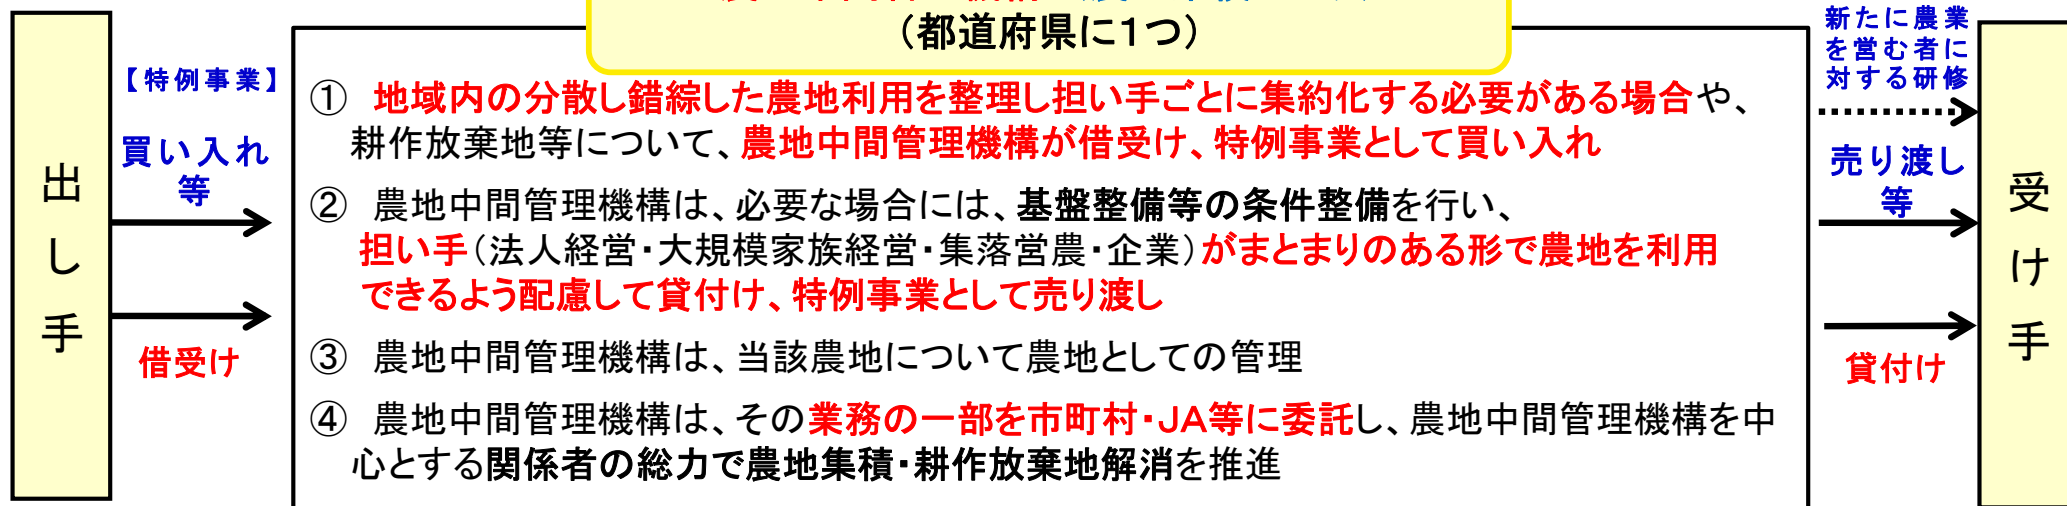 (都道府県に1つ)
出し手
【特例事業】
買い入れ
等
借受け
① 地域内の分散し錯綜した農地利用を整理し担い手ごとに集約化する必要がある場合や、
耕作放棄地等について、農地中間管理機構が借受け、特例事業として買い入れ
② 農地中間管理機構は、必要な場合には、基盤整備等の条件整備を行い、
担い手(法人経営・大規模家族経営・集落営農・企業)がまとまりのある形で農地を利用
できるよう配慮して貸付け、特例事業として売り渡し
③ 農地中間管理機構は、当該農地について農地としての管理
④ 農地中間管理機構は、その業務の一部を市町村・JA等に委託し、農地中間管理機構を中
心とする関係者の総力で農地集積・耕作放棄地解消を推進
新たに農業
を営む者に
対する研修
売り渡し
等
貸付け
受け手